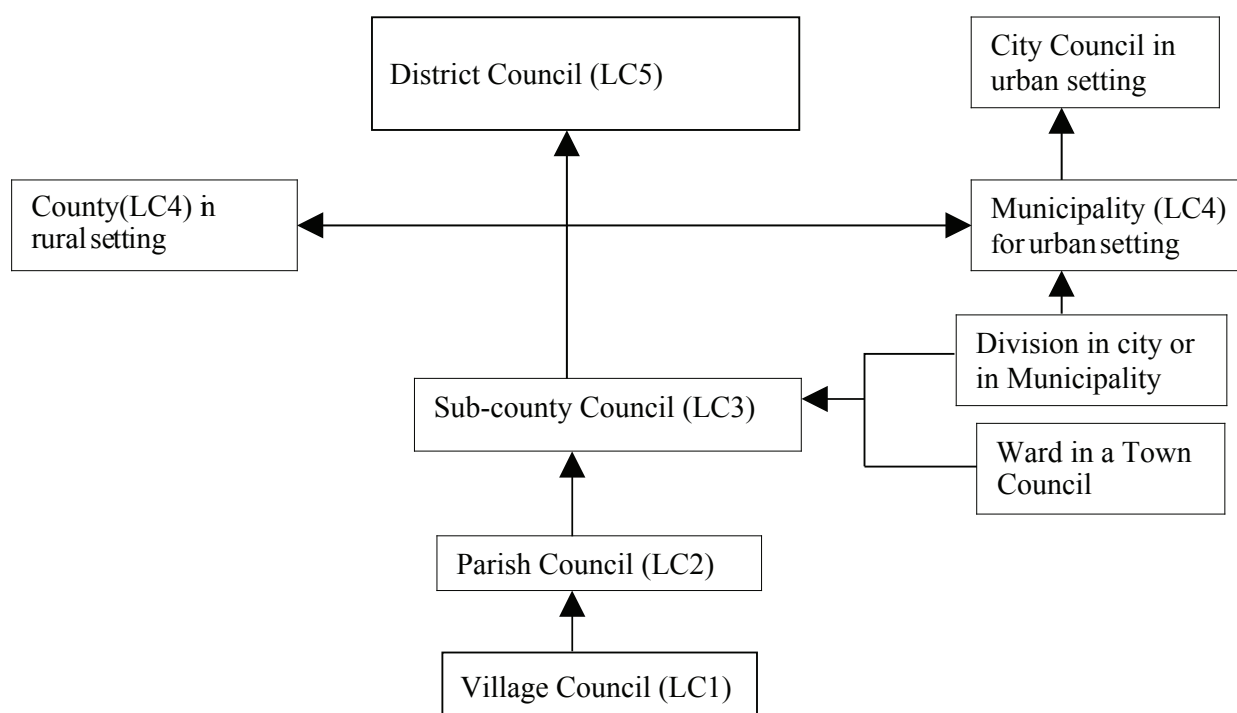 District Council (LC5)
City Council in
urban setting
County(LC4) in
rural setting
Municipality (LC4)
for urban setting
Division in city or
in Municipality
Sub-county Council (LC3)
Ward in a Town
Council
Parish Council (LC2)
Village Council (LC1)